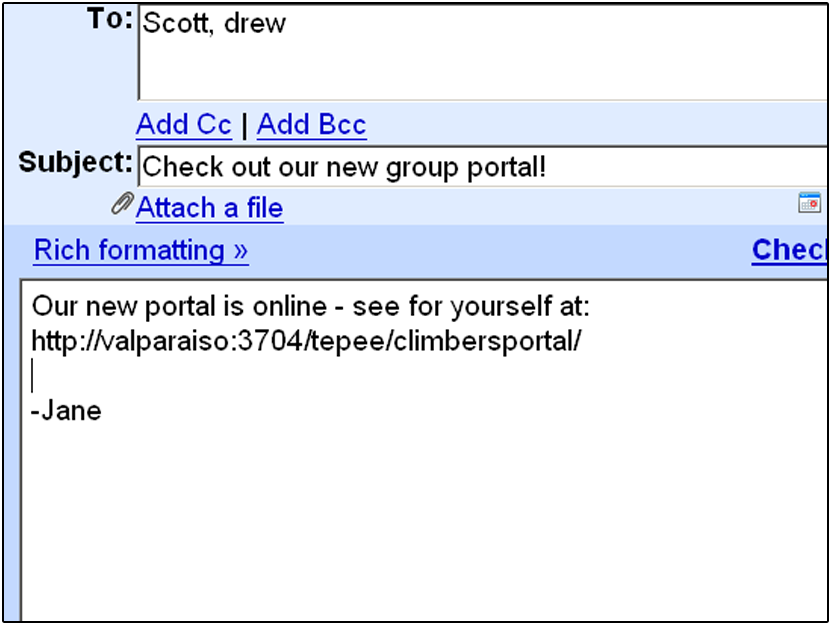 To: Scott, drew
Add Cc | Add Bcc
Subject: Check out our new group portal!
Attach a file
Rich formatting »
Check
Our new portal is online - see for yourself at:
http://valparaiso:3704/tepee/climbersportal/
-Jane